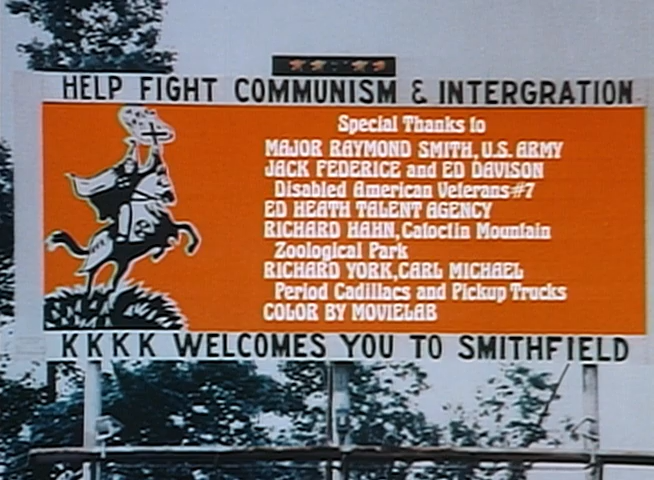 HELP FIGHT COMMUNISM & INTERGRATION
Special Thanks to
MAJOR RAYMOND SMITH, U.S. ARMY
JACK FEDERICE and ED DAVISON
Disabled American Veterans #7
ED HEATH TALENT AGENCY
RICHARD HAHN, Catoctin Mountain
Zoological Park
RICHARD YORK, CARL MICHAEL
Period Cadillacs and Pickup Trucks
COLOR BY MOVIELAB
KKKK WELCOMES YOU TO SMITHFIELD